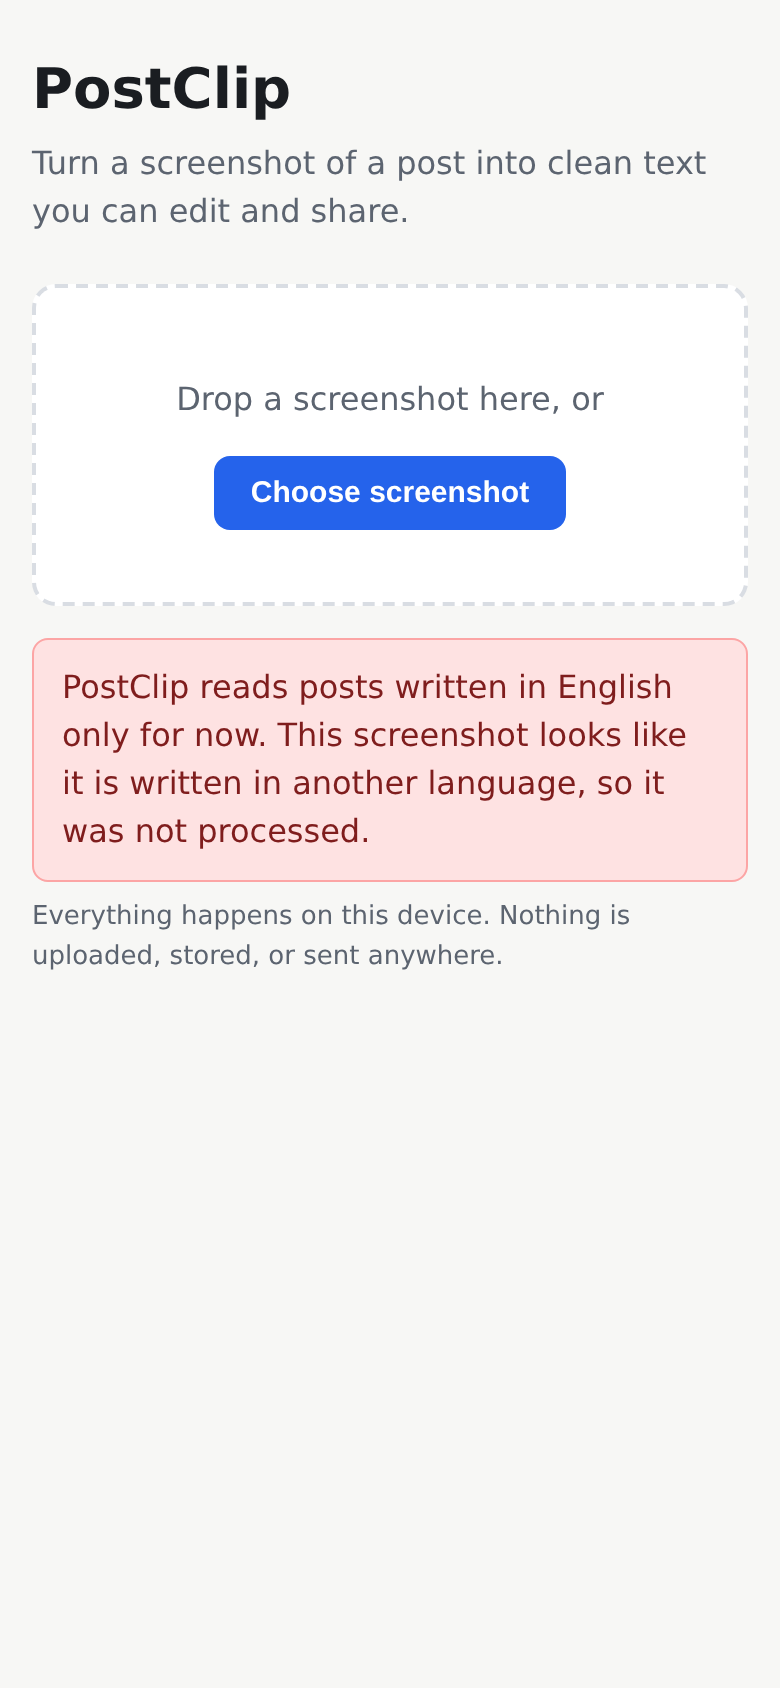 PostClip
Turn a screenshot of a post into clean text
you can edit and share.
Drop a screenshot here, or
Choose screenshot
PostClip reads posts written in English
only for now. This screenshot looks like
it is written in another language, so it
was not processed.
Everything happens on this device. Nothing is
uploaded, stored, or sent anywhere.